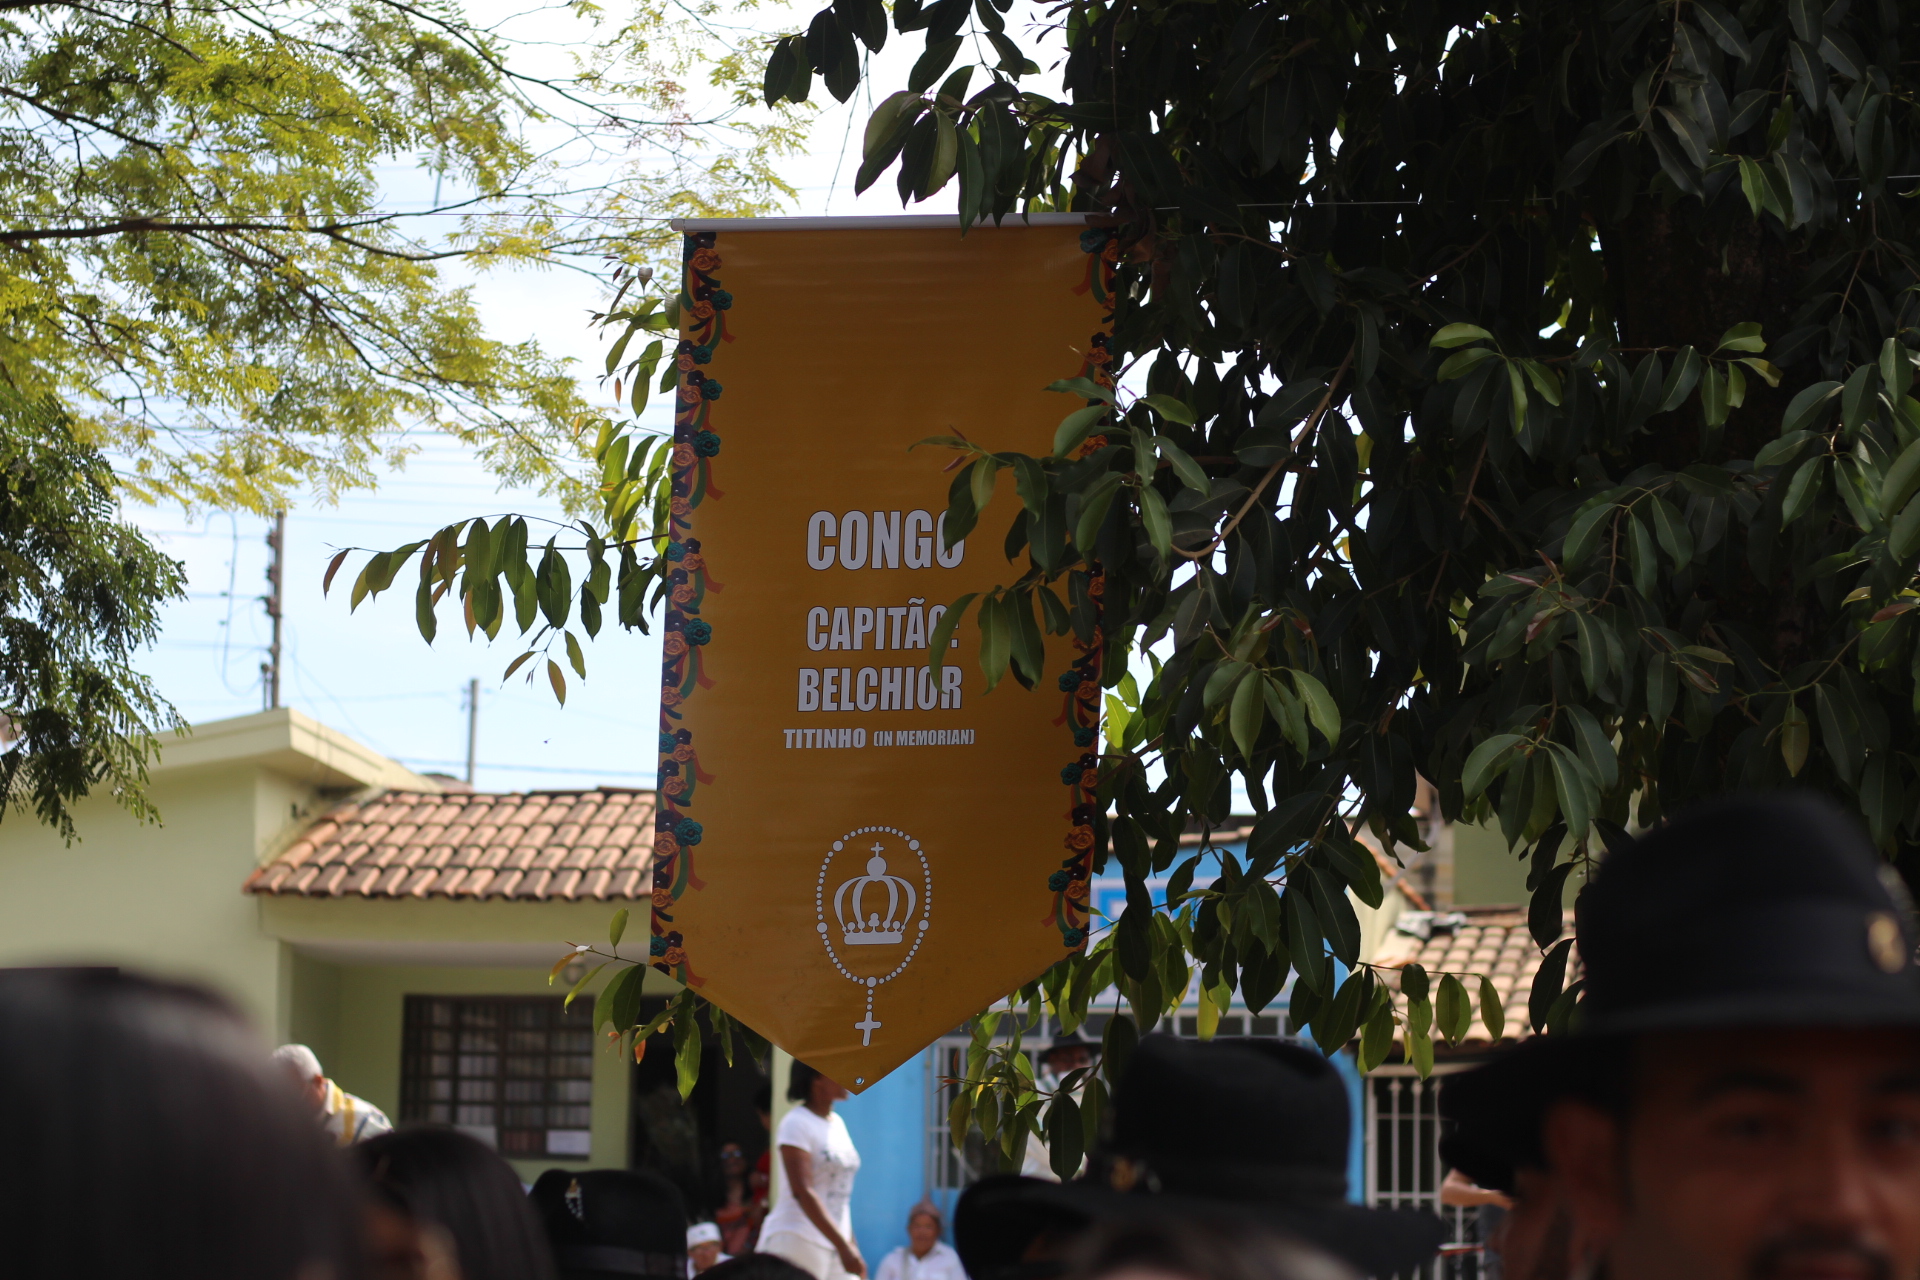 CONGO
CAPITÃO:
BELCHIOR
TITINHO (IN MEMORIAN)